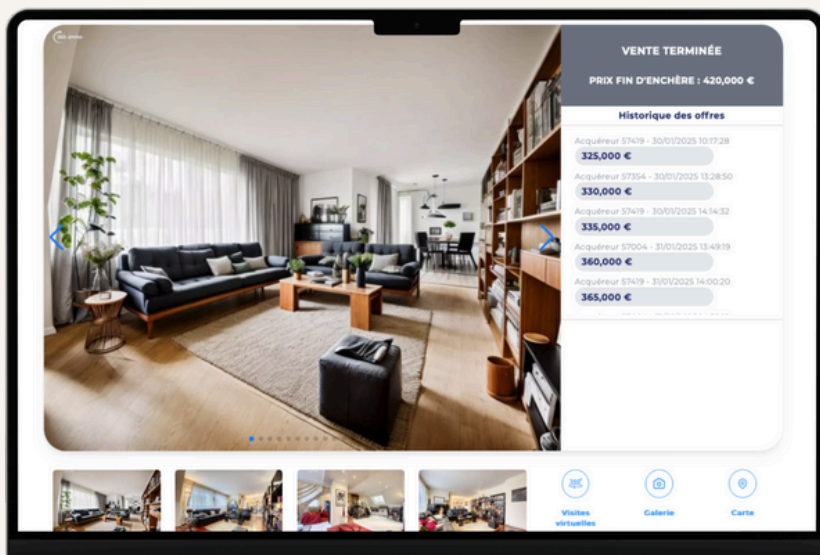 VENTE TERMINÉE
PRIX FIN D'ENCHÈRE : 420,000 €
Historique des offres
Acquéreur 57419 - 30/01/2025 10:17:28
325,000 €
Acquéreur 57354 - 30/01/2025 13:28:50
330,000 €
Acquéreur 57419 - 30/01/2025 14:14:32
335,000 €
Acquéreur 57004 - 31/01/2025 13:49:19
360,000 €
Acquéreur 57419 - 31/01/2025 14:00:20
365,000 €
Visites
virtuelles
Galerie
Carte